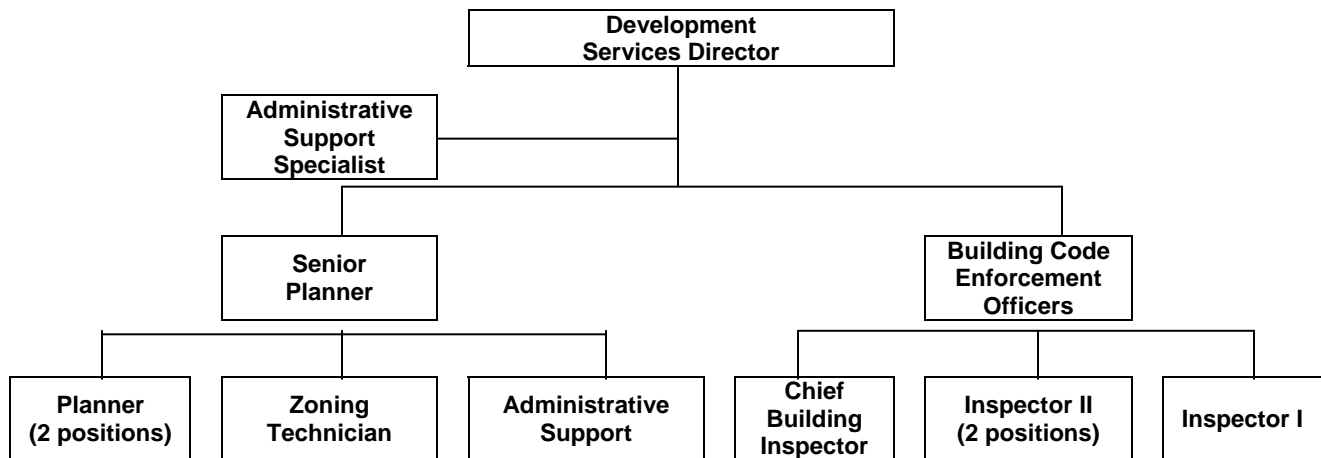 Development
Services Director
Administrative
Support
Specialist
Senior
Planner
Building Code
Enforcement
Officers
Planner
(2 positions)
Zoning
Technician
Administrative
Support
Chief
Building
Inspector
Inspector II
(2 positions)
Inspector I